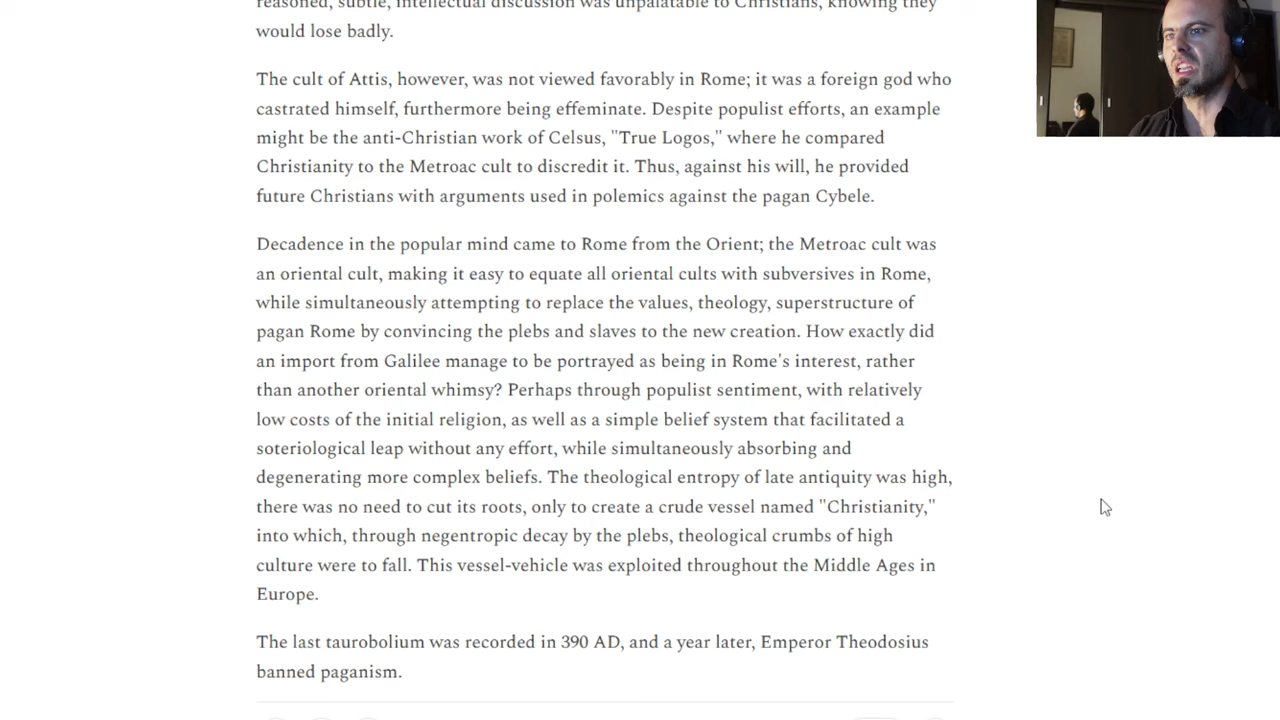 reasoned, subtle, intellectual discussion was unpalatable to Christians, knowing they
would lose badly.
The cult of Attis, however, was not viewed favorably in Rome; it was a foreign god who
castrated himself, furthermore being effeminate. Despite populist efforts, an example
might be the anti-Christian work of Celsus, "True Logos," where he compared
Christianity to the Metroac cult to discredit it. Thus, against his will, he provided
future Christians with arguments used in polemics against the pagan Cybele.
Decadence in the popular mind came to Rome from the Orient; the Metroac cult was
an oriental cult, making it easy to equate all oriental cults with subversives in Rome,
while simultaneously attempting to replace the values, theology, superstructure of
pagan Rome by convincing the plebs and slaves to the new creation. How exactly did
an import from Galilee manage to be portrayed as being in Rome's interest, rather
than another oriental whimsy? Perhaps through populist sentiment, with relatively
low costs of the initial religion, as well as a simple belief system that facilitated a
soteriological leap without any effort, while simultaneously absorbing and
degenerating more complex beliefs. The theological entropy of late antiquity was high,
there was no need to cut its roots, only to create a crude vessel named "Christianity,"
into which, through negentropic decay by the plebs, theological crumbs of high
culture were to fall. This vessel-vehicle was exploited throughout the Middle Ages in
Europe.
The last taurobolium was recorded in 390 AD, and a year later, Emperor Theodosius
banned paganism.